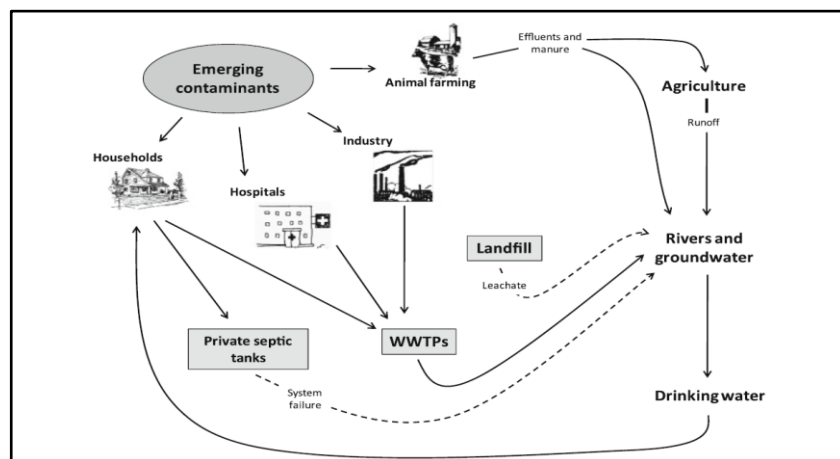 Emerging
contaminants
Animal farming
Effluents and
manure
Agriculture
Runoff
Households
Hospitals
Industry
Landfill
Leachate
Rivers and
groundwater
Private septic
tanks
WWTPs
System
failure
Drinking water